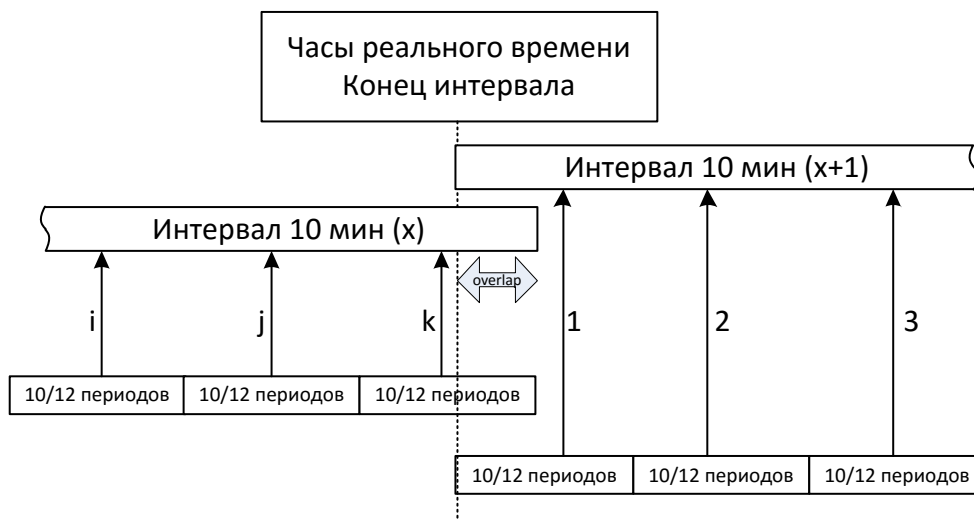 Часы реального времени
Конец интервала
Интервал 10 мин (x+1)
Интервал 10 мин (x)
overlap
i
j
k
1
2
3
10/12 периодов
10/12 периодов
10/12 периодов
10/12 периодов
10/12 периодов
10/12 периодов